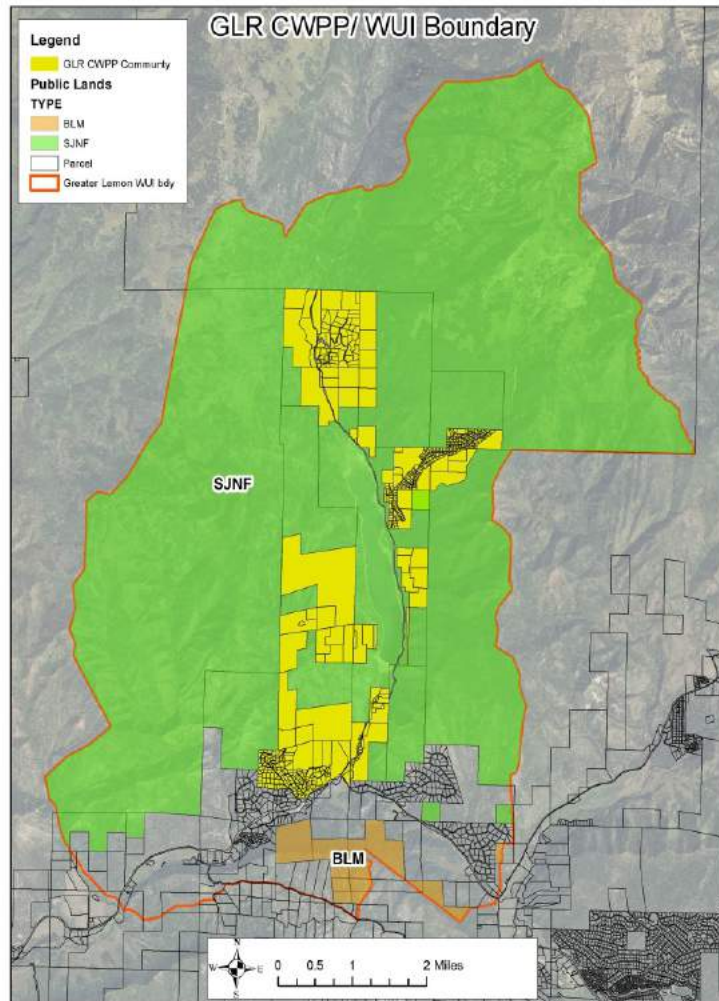 GLR CWPP/ WUI Boundary
Legend
GLR CWPP Community
Public Lands
TYPE
BLM
SJNF
Parcel
Greater Lemon WUI bdy
SJNF
BLM
N
W E
S
0 0.5 1 2 Miles